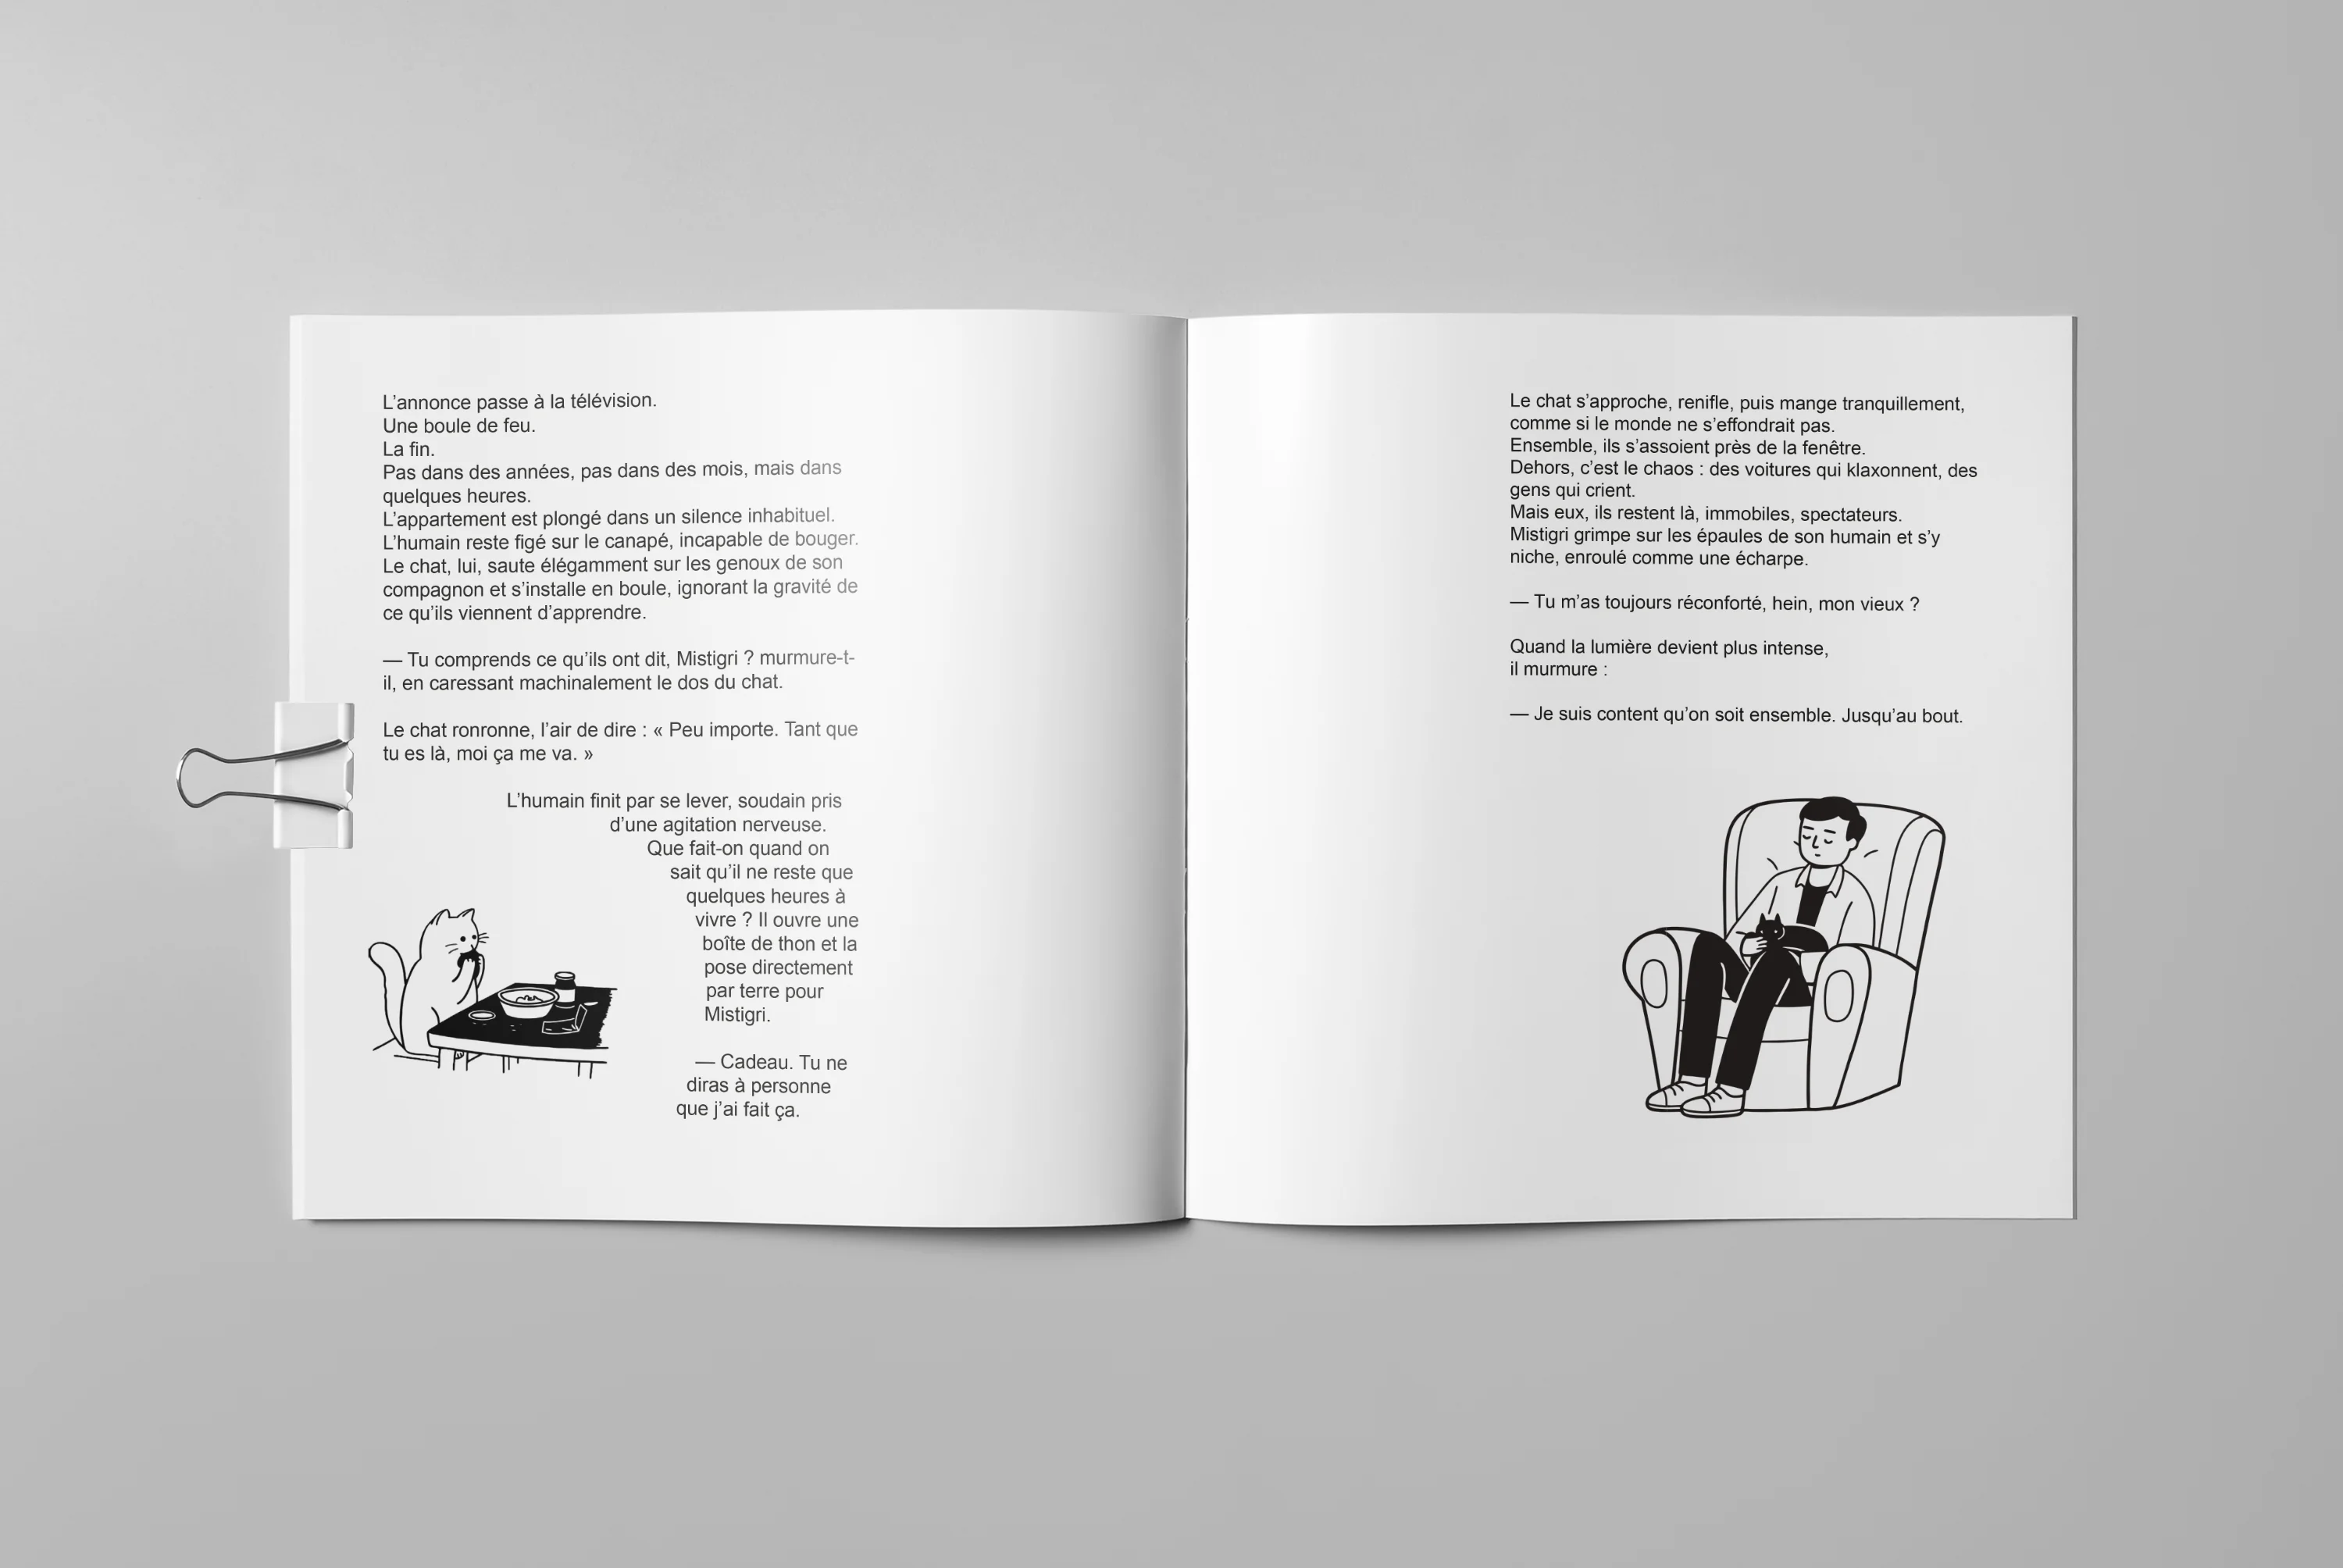 L’annonce passe à la télévision.
Une boule de feu.
La fin.
Pas dans des années, pas dans des mois, mais dans
quelques heures.
L’appartement est plongé dans un silence inhabituel.
L’humain reste figé sur le canapé, incapable de bouger.
Le chat, lui, saute élégamment sur les genoux de son
compagnon et s’installe en boule, ignorant la gravité de
ce qu’ils viennent d’apprendre.
— Tu comprends ce qu’ils ont dit, Mistigri ? murmure-t-
il, en caressant machinalement le dos du chat.
Le chat ronronne, l’air de dire : « Peu importe. Tant que
tu es là, moi ça me va. »
L’humain finit par se lever, soudain pris
d’une agitation nerveuse.
Que fait-on quand on
sait qu’il ne reste que
quelques heures à
vivre ? Il ouvre une
boîte de thon et la
pose directement
par terre pour
Mistigri.
— Cadeau. Tu ne
diras à personne
que j’ai fait ça.
Le chat s’approche, renifle, puis mange tranquillement,
comme si le monde ne s’effondrait pas.
Ensemble, ils s’assoient près de la fenêtre.
Dehors, c’est le chaos : des voitures qui klaxonnent, des
gens qui crient.
Mais eux, ils restent là, immobiles, spectateurs.
Mistigri grimpe sur les épaules de son humain et s’y
niche, enroulé comme une écharpe.
— Tu m’as toujours réconforté, hein, mon vieux ?
Quand la lumière devient plus intense,
il murmure :
— Je suis content qu’on soit ensemble. Jusqu’au bout.